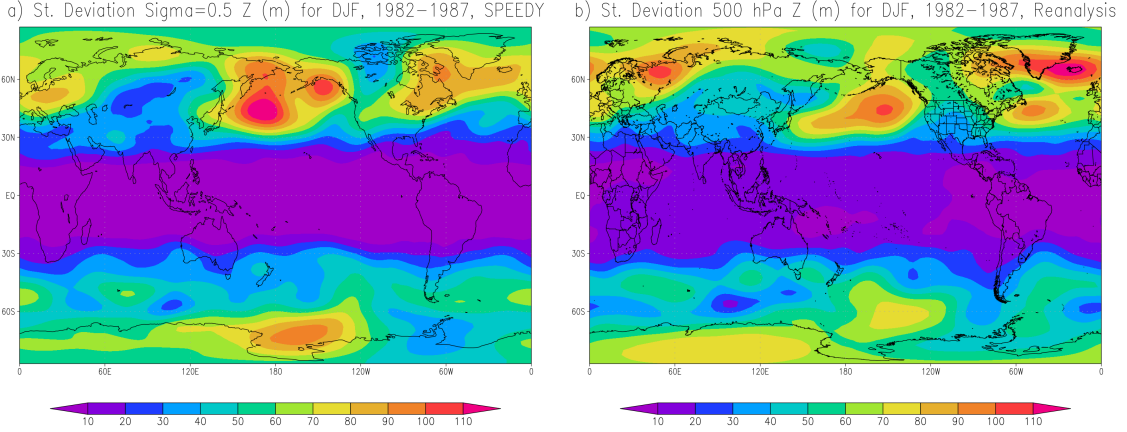 a) St. Deviation Sigma=0.5 Z (m) for DJF, 1982−1987, SPEEDY
60N
30N
EQ
30S
60S
0 60E 120E 180 120W 60W 0
10 20 30 40 50 60 70 80 90 100 110
b) St. Deviation 500 hPa Z (m) for DJF, 1982−1987, Reanalysis
60N
30N
EQ
30S
60S
0 60E 120E 180 120W 60W 0
10 20 30 40 50 60 70 80 90 100 110